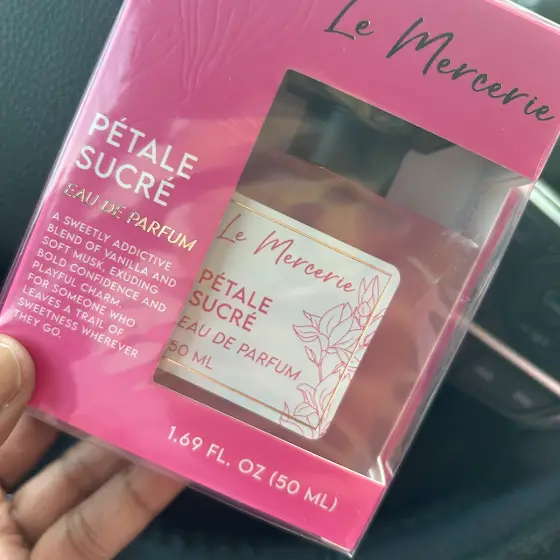 Le Mercerie
PÉTALE
SUCRÉ
EAU DE PARFUM
A SWEETLY ADDICTIVE
BLEND OF VANILLA AND
SOFT MUSK, EXUDING
BOLD CONFIDENCE AND
PLAYFUL CHARM.
FOR SOMEONE WHO
LEAVES A TRAIL OF
SWEETNESS WHEREVER
THEY GO.
Le Mercerie
PÉTALE
SUCRÉ
EAU DE PARFUM
50 ML
1.69 FL. OZ (50 ML)